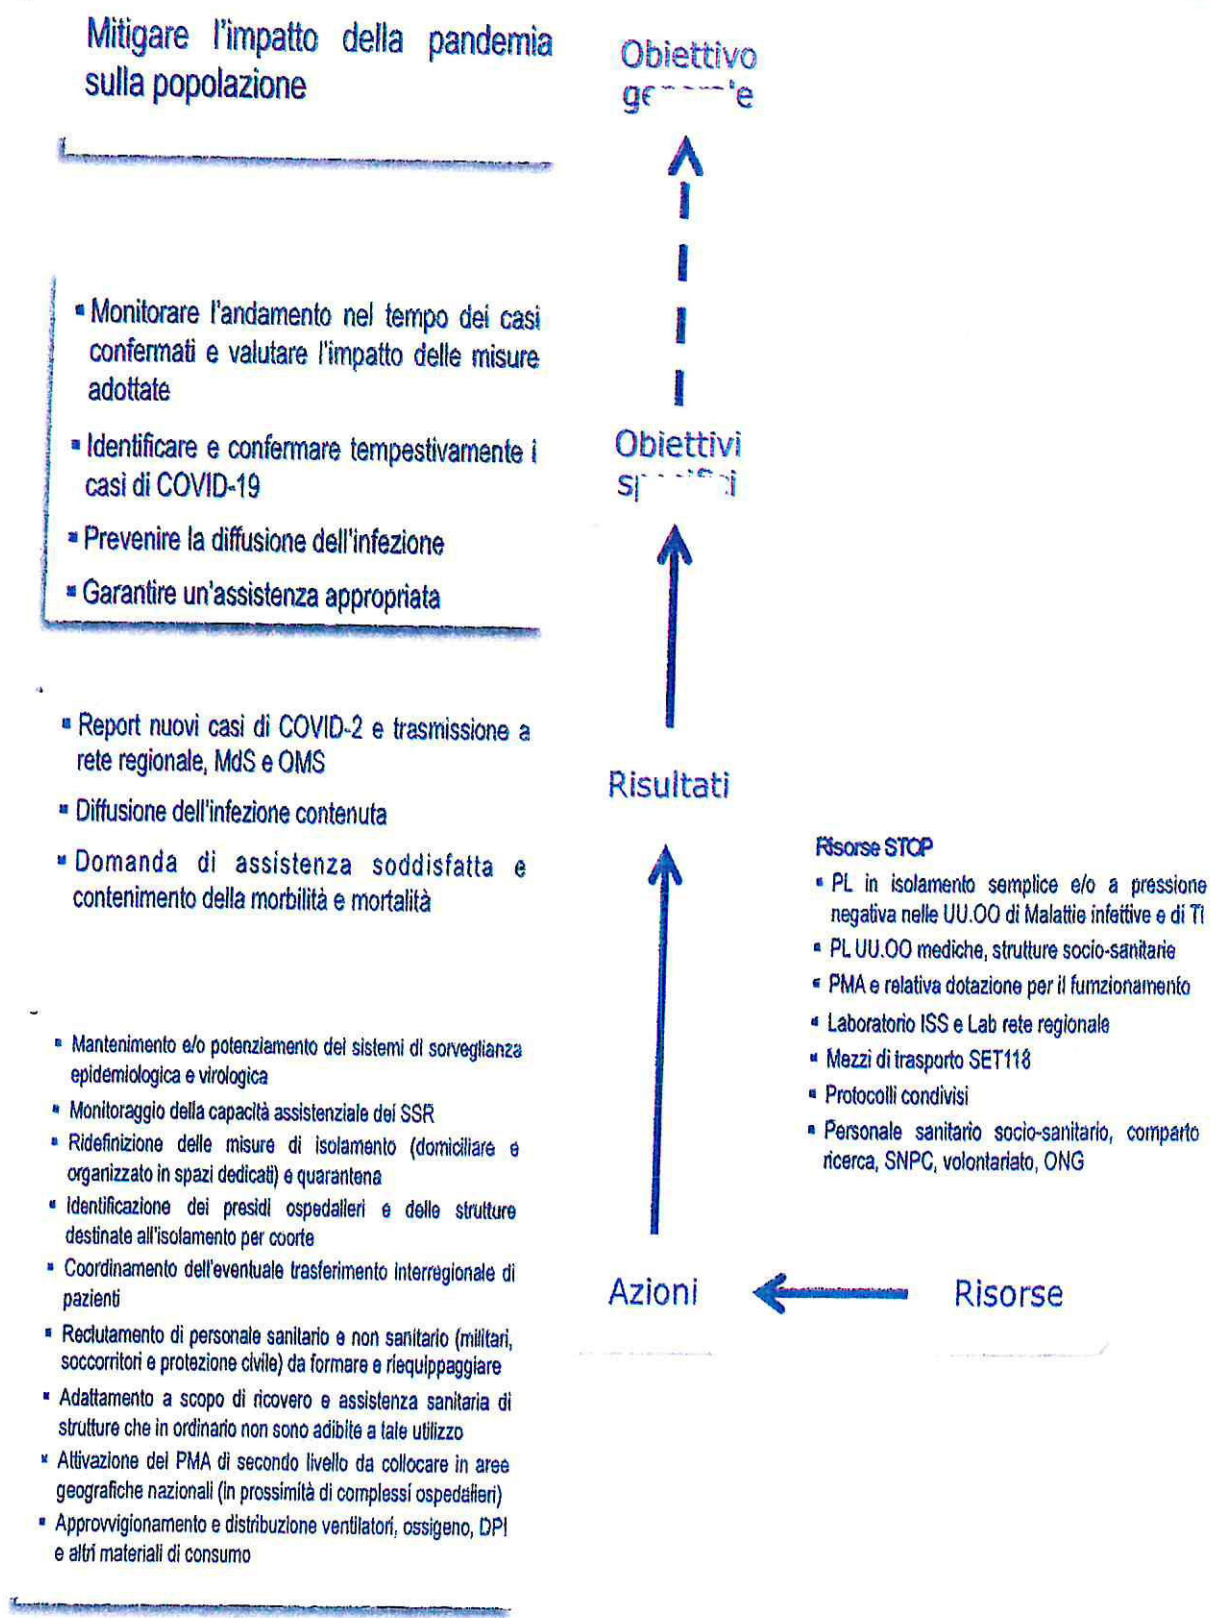 Mitigare l'impatto della pandemia
sulla popolazione
Obiettivo
▪ Monitorare l'andamento nel tempo dei casi
confermati e valutare l'impatto delle misure
adottate
▪ Identificare e confermare tempestivamente i
casi di COVID-19
▪ Prevenire la diffusione dell'infezione
▪ Garantire un'assistenza appropriata
Obiettivi
▪ Report nuovi casi di COVID-2 e trasmissione a
rete regionale, MdS e OMS
▪ Diffusione dell'infezione contenuta
▪ Domanda di assistenza soddisfatta e
contenimento della morbilità e mortalità
Risultati
Risorse STOP
▪ PL in isolamento semplice e/o a pressione
negativa nelle UU.OO di Malattie infettive e di TI
▪ PL UU.OO mediche, strutture socio-sanitarie
▪ PMA e relativa dotazione per il fumzionamento
▪ Laboratorio ISS e Lab rete regionale
▪ Mezzi di trasporto SET118
▪ Protocolli condivisi
▪ Personale sanitario socio-sanitario, comparto
ricerca, SNPC, volontariato, ONG
▪ Mantenimento e/o potenziamento dei sistemi di sorveglianza
epidemiologica e virologica
▪ Monitoraggio della capacità assistenziale del SSR
▪ Ridefinizione delle misure di isolamento (domiciliare e
organizzato in spazi dedicati) e quarantena
▪ Identificazione dei presidi ospedalieri e delle strutture
destinate all'isolamento per coorte
▪ Coordinamento dell'eventuale trasferimento interregionale di
pazienti
▪ Reclutamento di personale sanitario e non sanitario (militari,
soccorritori e protezione civile) da formare e riequippaggiare
▪ Adattamento a scopo di ricovero e assistenza sanitaria di
strutture che in ordinario non sono adibite a tale utilizzo
▪ Attivazione del PMA di secondo livello da collocare in aree
geografiche nazionali (in prossimità di complessi ospedalieri)
▪ Approvvigionamento e distribuzione ventilatori, ossigeno, DPI
e altri materiali di consumo
Azioni
Risorse